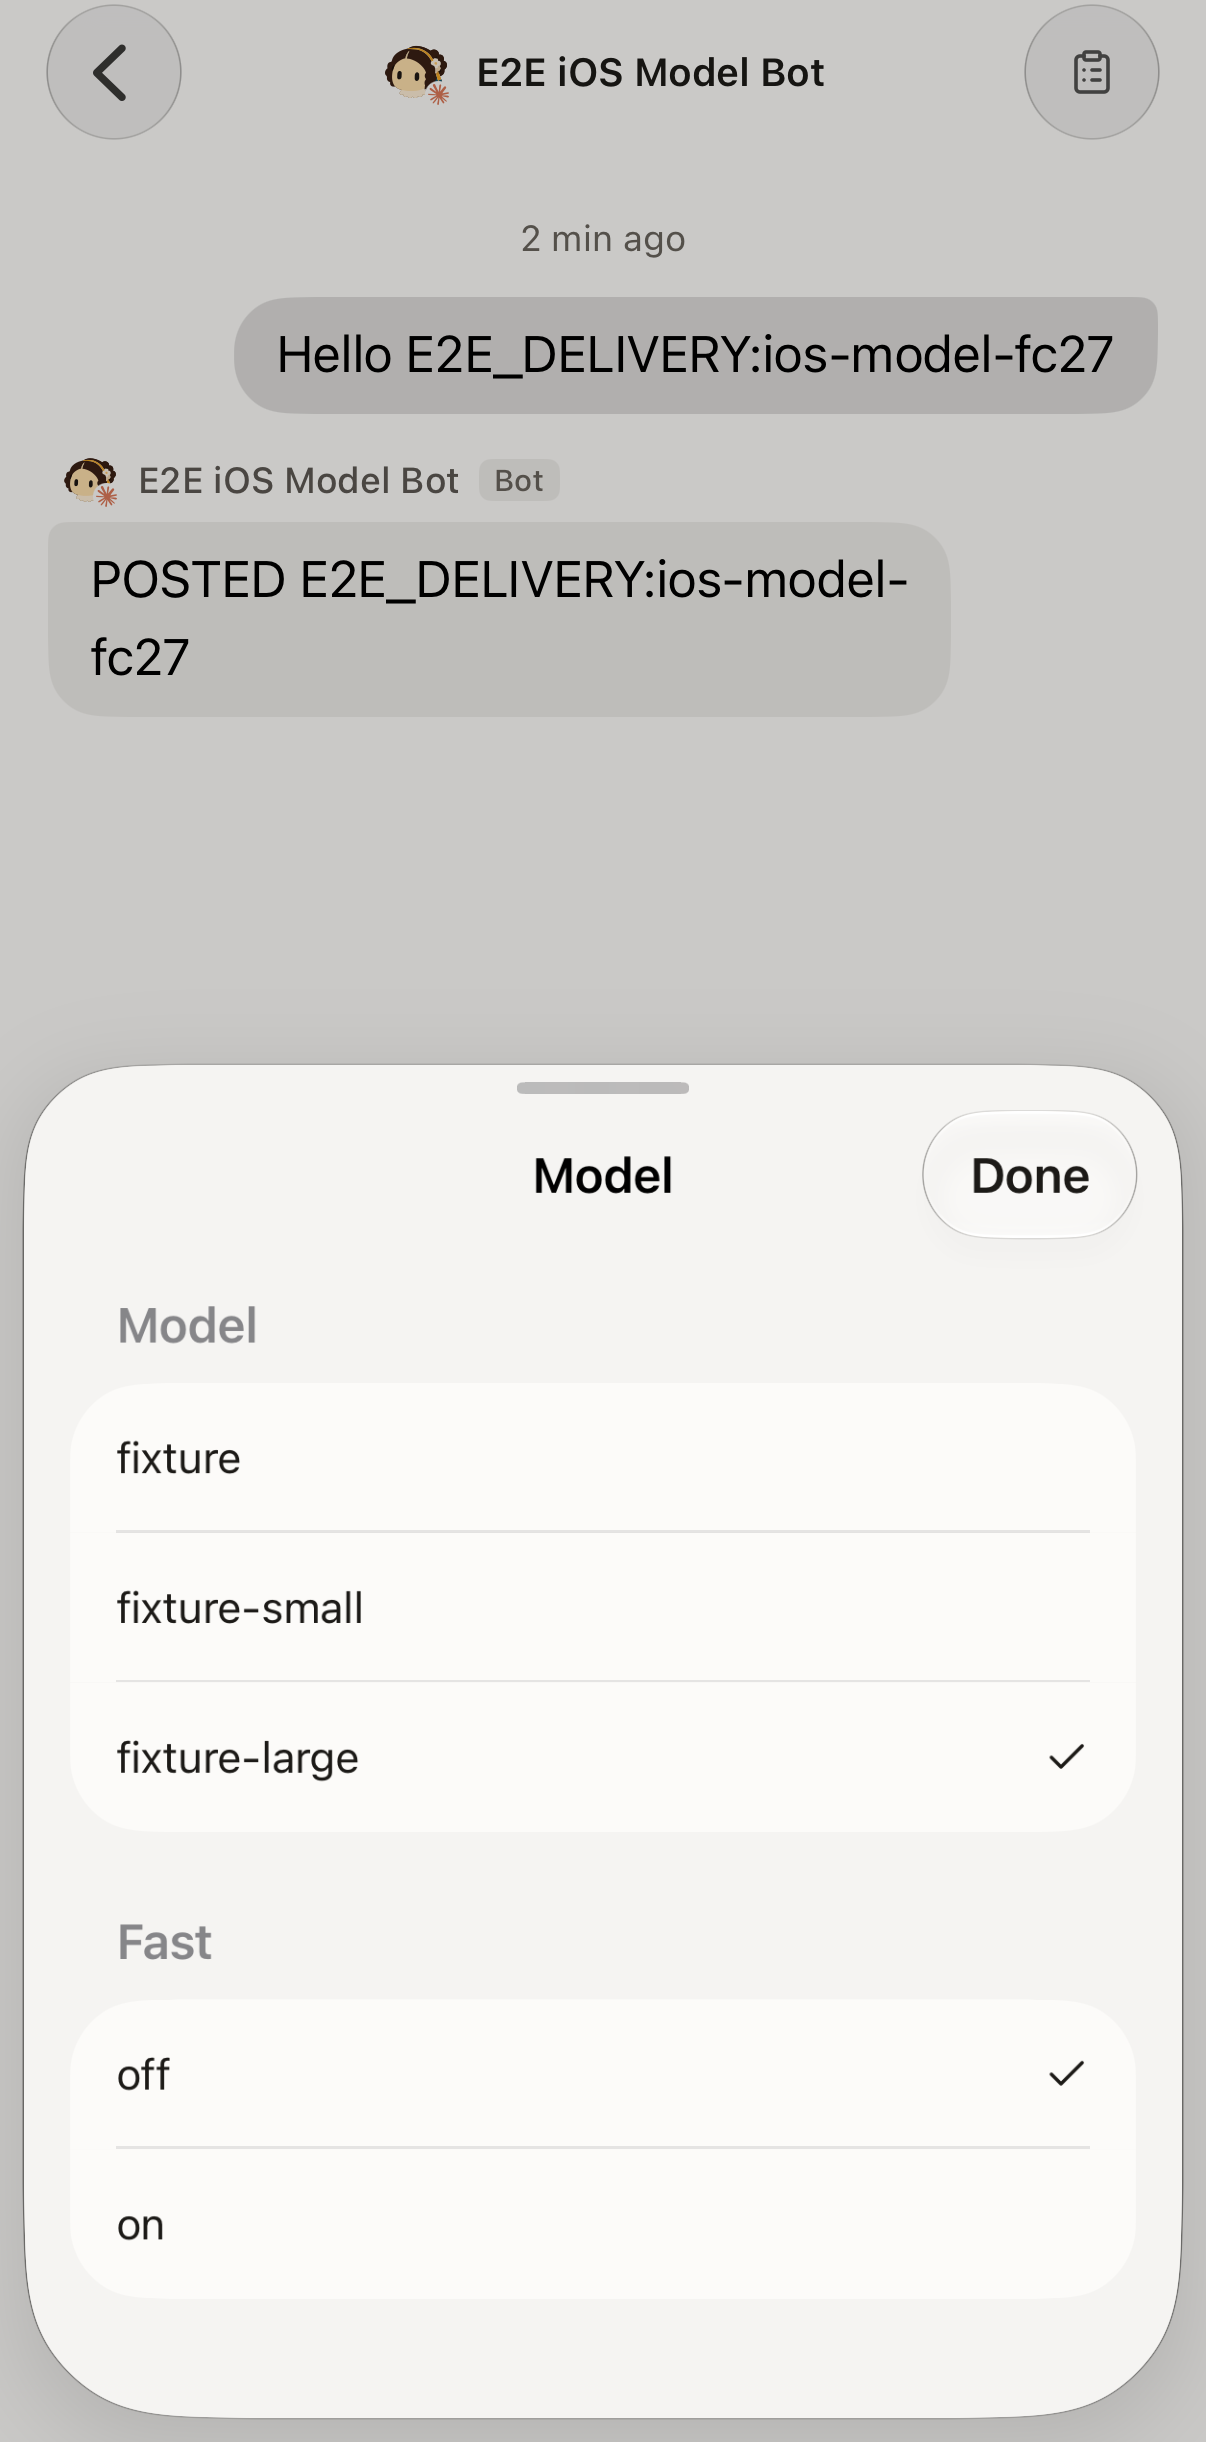 E2E iOS Model Bot
2 min ago
Hello E2E_DELIVERY:ios-model-fc27
E2E iOS Model Bot Bot
POSTED E2E_DELIVERY:ios-model-
fc27
Model
Done
Model
fixture
fixture-small
fixture-large
Fast
off
on